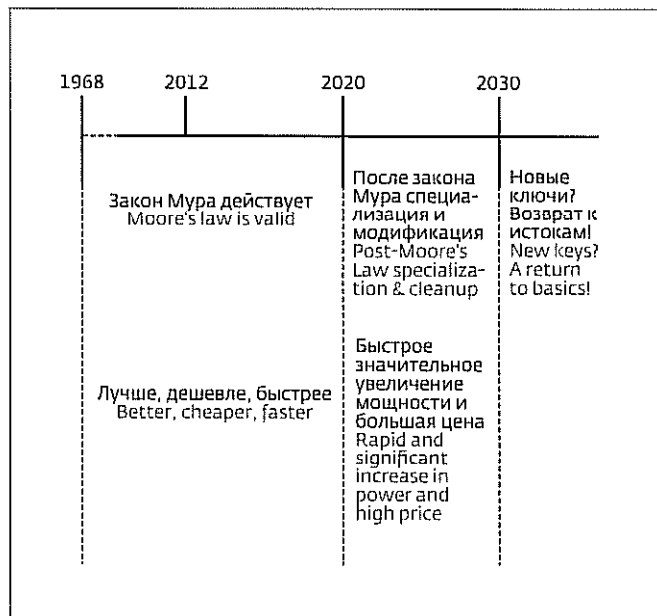 1968 2012 2020 2030
Закон Мура действует
Moore's law is valid
После закона
Мура специа-
лизация и
модификация
Post-Moore's
Law specializa-
tion & cleanup
Новые
ключи?
Возврат к
истокам!
New keys?
A return
to basics!
Лучше, дешевле, быстрее
Better, cheaper, faster
Быстрое
значительное
увеличение
мощности и
большая цена
Rapid and
significant
increase in
power and
high price